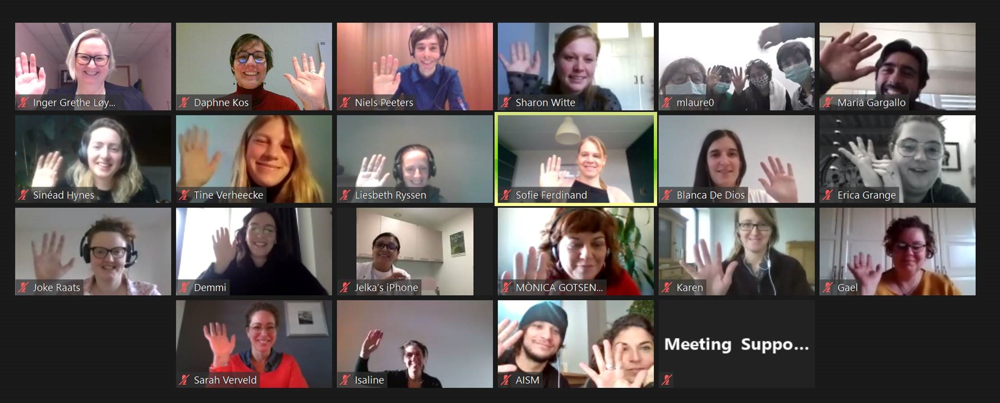 Inger Grethe Løy...
Daphne Kos
Niels Peeters
Sharon Witte
mlaure0
Marià Gargallo
Sinéad Hynes
Tine Verheecke
Liesbeth Ryssen
Sofie Ferdinand
Blanca De Dios
Erica Grange
Joke Raats
Demmi
Jelka’s iPhone
MÒNICA GOTSEN...
Karen
Gael
Sarah Verveld
Isaline
AISM
Meeting Suppo...